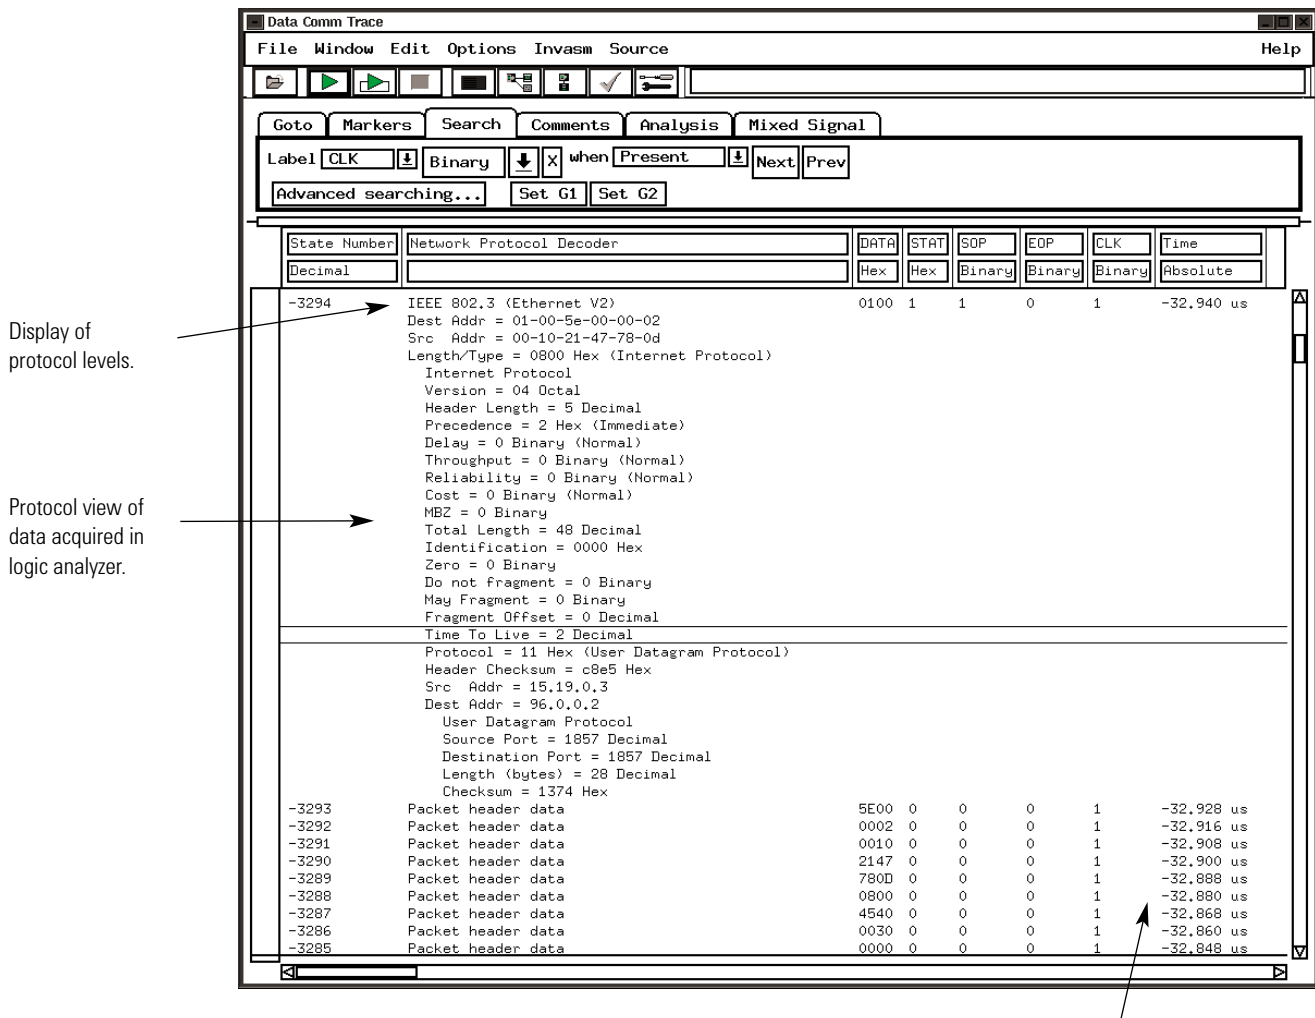 Data Comm Trace
File Window Edit Options Invasm Source Help
Goto Markers Search Comments Analysis Mixed Signal
Label CLK Binary X when Present Next Prev
Advanced searching... Set G1 Set G2
State Number Network Protocol Decoder DATA STAT SOP EOP CLK Time
Decimal Hex Hex Binary Binary Binary Absolute
-3294 IEEE 802.3 (Ethernet V2) 0100 1 1 0 1 -32.940 us
Dest Addr = 01-00-5e-00-00-02
Src Addr = 00-10-21-47-78-0d
Length/Type = 0800 Hex (Internet Protocol)
Internet Protocol
Version = 04 Octal
Header Length = 5 Decimal
Precedence = 2 Hex (Immediate)
Delay = 0 Binary (Normal)
Throughput = 0 Binary (Normal)
Reliability = 0 Binary (Normal)
Cost = 0 Binary (Normal)
MBZ = 0 Binary
Total Length = 48 Decimal
Identification = 0000 Hex
Zero = 0 Binary
Do not fragment = 0 Binary
May Fragment = 0 Binary
Fragment Offset = 0 Decimal
Time To Live = 2 Decimal
Protocol = 11 Hex (User Datagram Protocol)
Header Checksum = c8e5 Hex
Src Addr = 15.19.0.3
Dest Addr = 96.0.0.2
User Datagram Protocol
Source Port = 1857 Decimal
Destination Port = 1857 Decimal
Length (bytes) = 28 Decimal
Checksum = 1374 Hex
-3293 Packet header data 5E00 0 0 0 1 -32.928 us
-3292 Packet header data 0002 0 0 0 1 -32.916 us
-3291 Packet header data 0010 0 0 0 1 -32.908 us
-3290 Packet header data 2147 0 0 0 1 -32.900 us
-3289 Packet header data 780D 0 0 0 1 -32.888 us
-3288 Packet header data 0800 0 0 0 1 -32.880 us
-3287 Packet header data 4540 0 0 0 1 -32.868 us
-3286 Packet header data 0030 0 0 0 1 -32.860 us
-3285 Packet header data 0000 0 0 0 1 -32.848 us
Display of
protocol levels.
Protocol view of
data acquired in
logic analyzer.